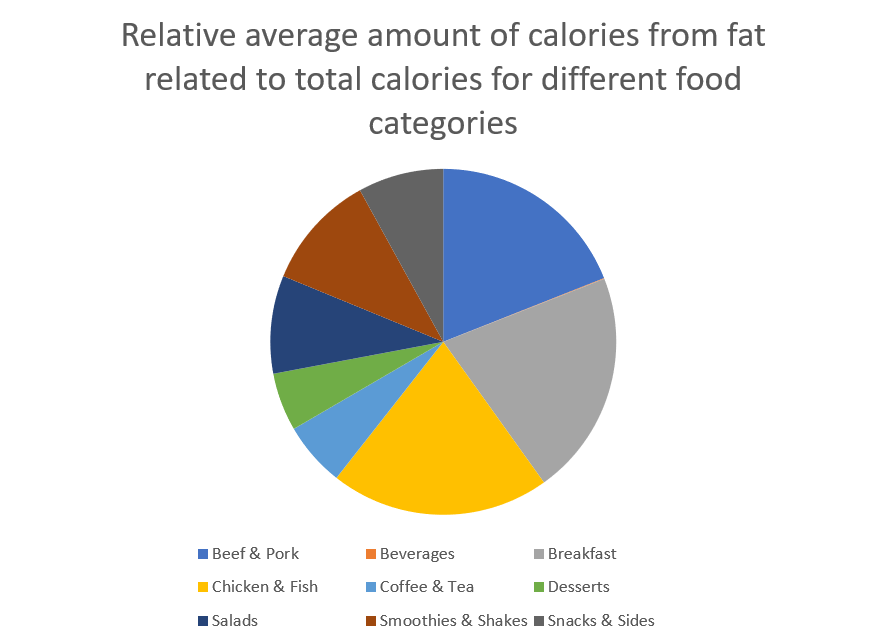 Relative average amount of calories from fat
related to total calories for different food
categories
Beef & Pork
Beverages
Breakfast
Chicken & Fish
Coffee & Tea
Desserts
Salads
Smoothies & Shakes
Snacks & Sides